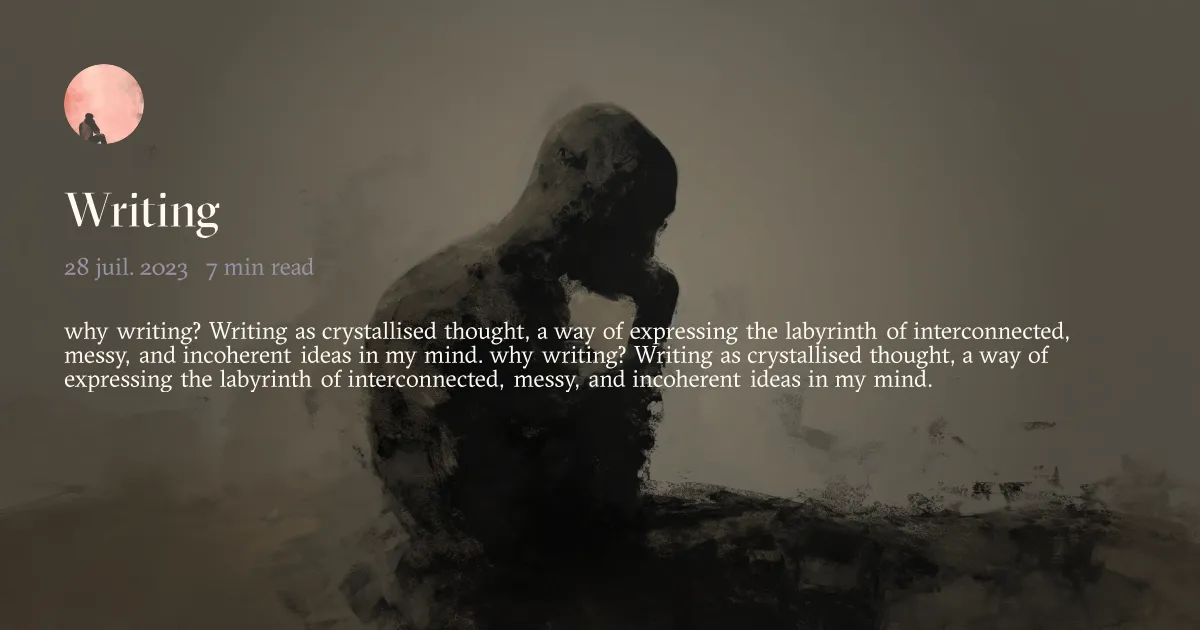 Writing
28 juil. 2023 7 min read
why writing? Writing as crystallised thought, a way of expressing the labyrinth of interconnected,
messy, and incoherent ideas in my mind. why writing? Writing as crystallised thought, a way of
expressing the labyrinth of interconnected, messy, and incoherent ideas in my mind.